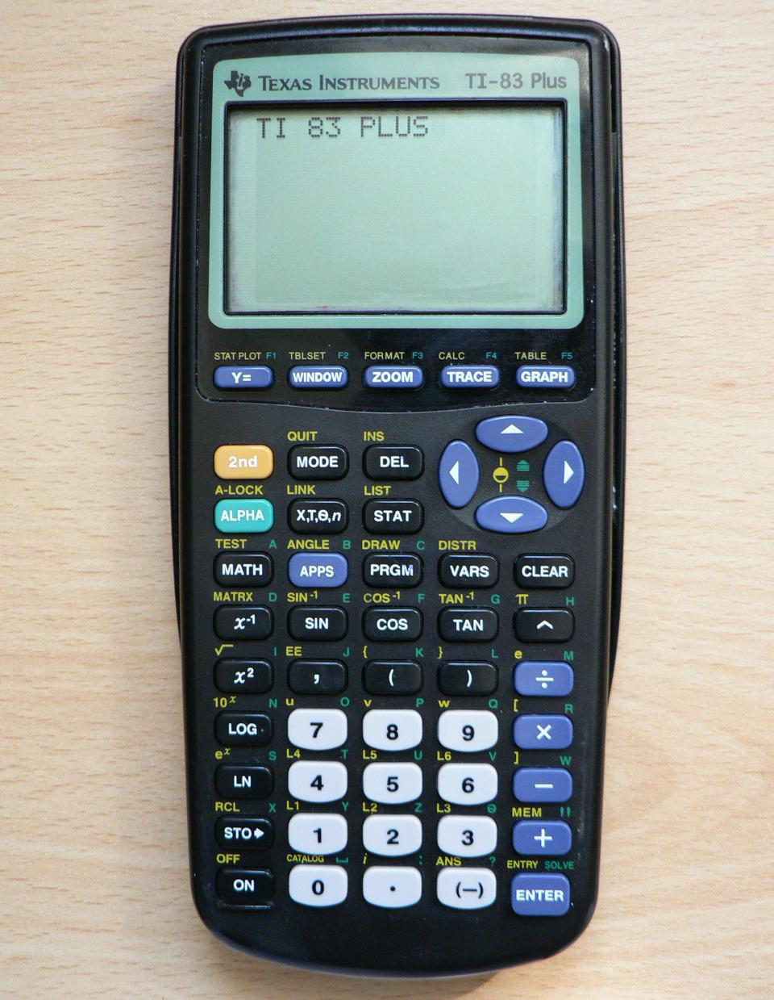 TEXAS INSTRUMENTS TI-83 Plus
TI 83 PLUS
STAT PLOT F1 TBLSET F2 FORMAT F3 CALC F4 TABLE F5
Y= WINDOW ZOOM TRACE GRAPH
QUIT INS
2nd MODE DEL
A-LOCK LINK LIST
ALPHA X,T,Θ,n STAT
TEST A ANGLE B DRAW C DISTR
MATH APPS PRGM VARS CLEAR
MATRX D SIN⁻¹ E COS⁻¹ F TAN⁻¹ G π H
x⁻¹ SIN COS TAN ^
√ I EE J { K } L e M
x² , ( ) ÷
10ˣ N u O v P w Q [ R
LOG 7 8 9 ×
eˣ S L4 T L5 U L6 V ] W
LN 4 5 6 −
RCL X L1 Y L2 Z L3 Θ MEM "
STO► 1 2 3 +
OFF CATALOG ⎵ i : ANS ? ENTRY SOLVE
ON 0 . (−) ENTER